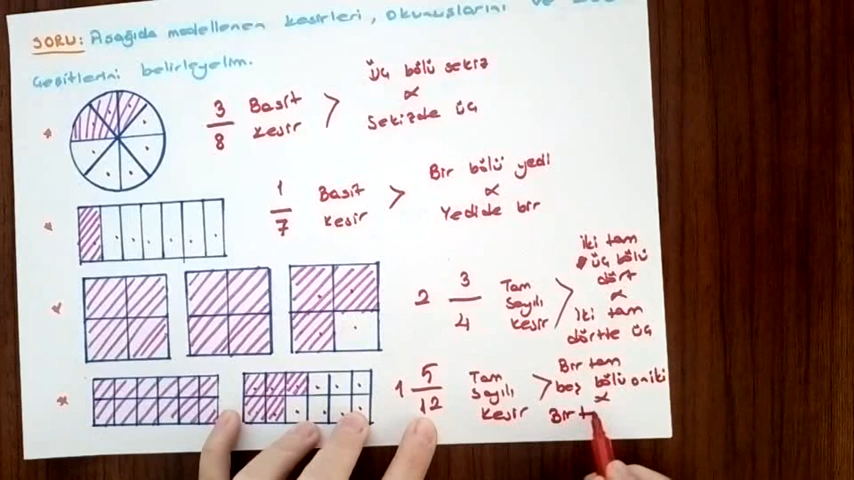 SORU: Aşağıda modellenen kesirleri, okunuşlarını ve
çeşitlerini belirleyelim.
3/8 Basit kesir > üç bölü sekiz
∝
Sekizde üç
1/7 Basit kesir > Bir bölü yedi
∝
Yedide bir
2 3/4 Tam Sayılı kesir > iki tam
üç bölü
dört
∝
İki tam
dörtte üç
1 5/12 Tam Sayılı kesir > Bir tam
beş bölü oniki
∝
Bir t